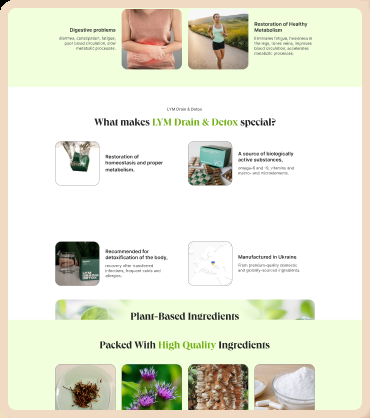 Digestive problems
diarrhea, constipation, fatigue,
poor blood circulation, slow
metabolic processes.
Restoration of Healthy
Metabolism
Eliminates fatigue, heaviness in
the legs, tones veins, improves
blood circulation, accelerates
metabolic processes.
LYM Drain & Detox
What makes LYM Drain & Detox special?
Restoration of
homeostasis and proper
metabolism.
A source of biologically
active substances,
omega-6 and -9, vitamins and
macro- and microelements.
Recommended for
detoxification of the body,
recovery after transferred
infections, frequent colds and
allergies.
Manufactured in Ukraine
From premium-quality domestic
and globally-sourced ingredients.
Plant-Based Ingredients
Packed With High Quality Ingredients